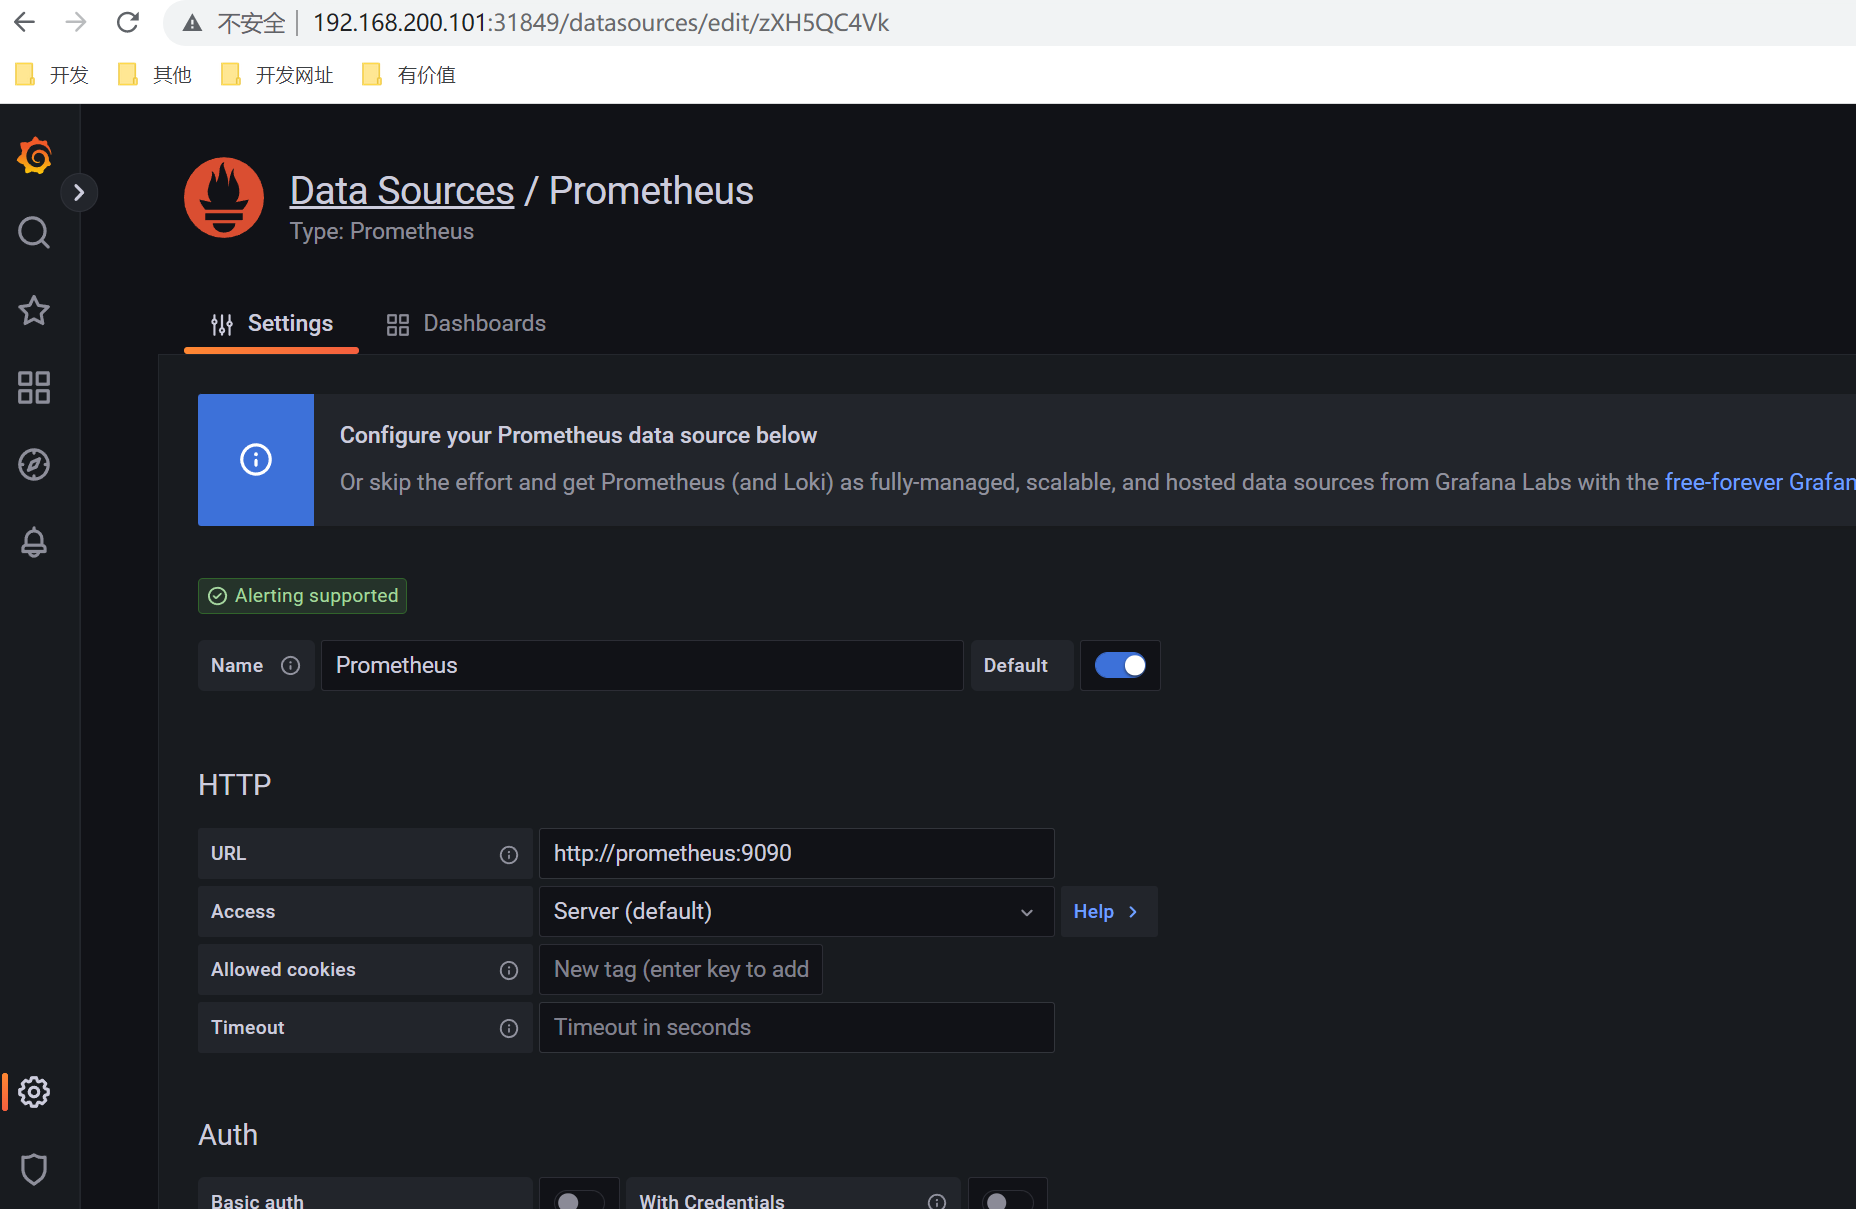 不安全 192.168.200.101:31849/datasources/edit/zXH5QC4Vk
开发 其他 开发网址 有价值
Data Sources / Prometheus
Type: Prometheus
Settings Dashboards
Configure your Prometheus data source below
Or skip the effort and get Prometheus (and Loki) as fully-managed, scalable, and hosted data sources from Grafana Labs with the free-forever Grafan
Alerting supported
Name Prometheus Default
HTTP
URL http://prometheus:9090
Access Server (default) Help
Allowed cookies New tag (enter key to add
Timeout Timeout in seconds
Auth
Basic auth With Credentials